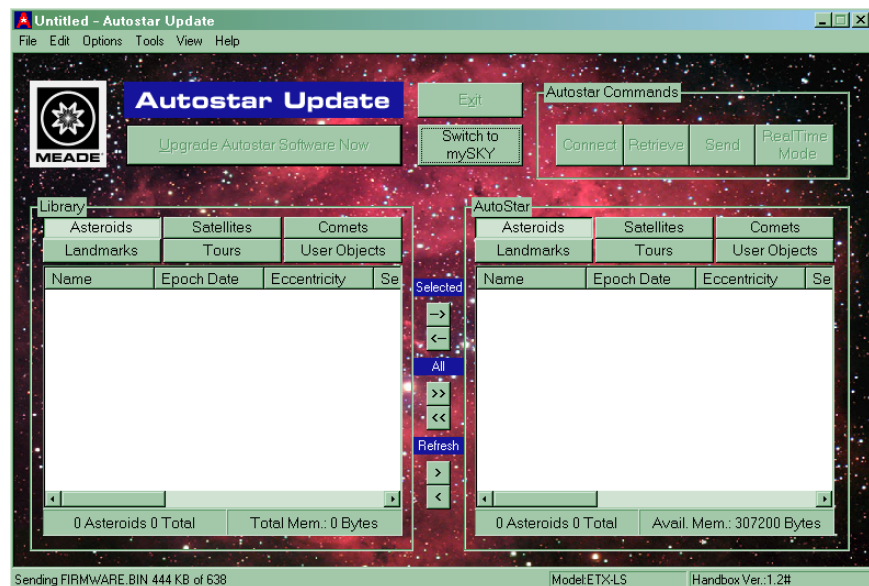 Untitled - Autostar Update
File Edit Options Tools View Help
MEADE
Autostar Update
Upgrade Autostar Software Now
Exit
Switch to
mySKY
Autostar Commands
Connect Retrieve Send RealTime
Mode
Library
Asteroids Satellites Comets
Landmarks Tours User Objects
Name Epoch Date Eccentricity Se
0 Asteroids 0 Total Total Mem.: 0 Bytes
Selected
-->
<--
All
>>
<<
Refresh
>
<
AutoStar
Asteroids Satellites Comets
Landmarks Tours User Objects
Name Epoch Date Eccentricity Se
0 Asteroids 0 Total Avail. Mem.: 307200 Bytes
Sending FIRMWARE.BIN 444 KB of 638 Model:ETX-LS Handbox Ver.:1.2#